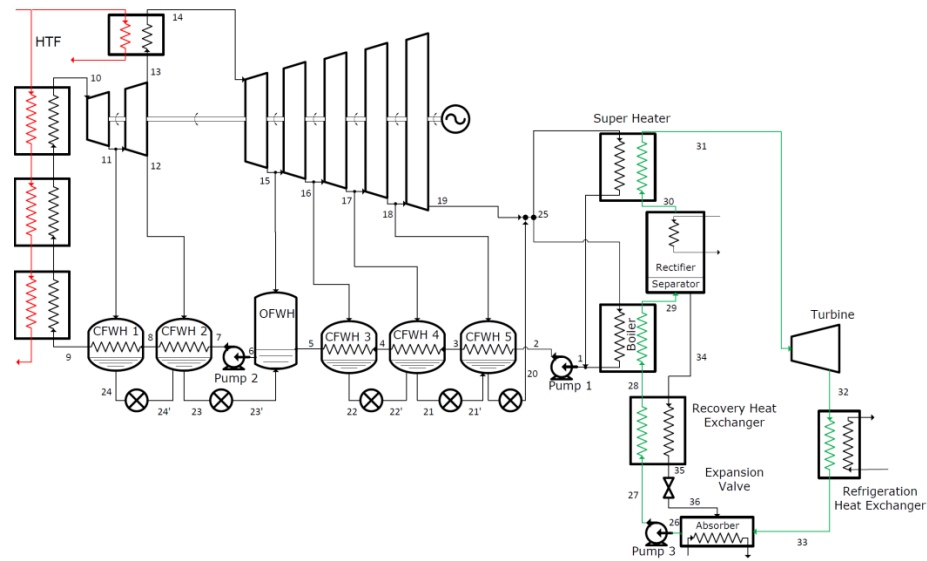 14
HTF
13
10
Super Heater
31
11
12
30
15
16
17
18
19
25
Rectifier
Separator
29
Turbine
OFWH
CFWH 1
CFWH 2
CFWH 3
CFWH 4
CFWH 5
Boiler
34
9
8
7
6
5
4
3
2
1
Pump 2
20
Pump 1
28
32
24
24'
23
23'
22
22'
21
21'
Recovery Heat
Exchanger
35
Expansion
Valve
27
36
Refrigeration
Heat Exchanger
26
Absorber
Pump 3
33